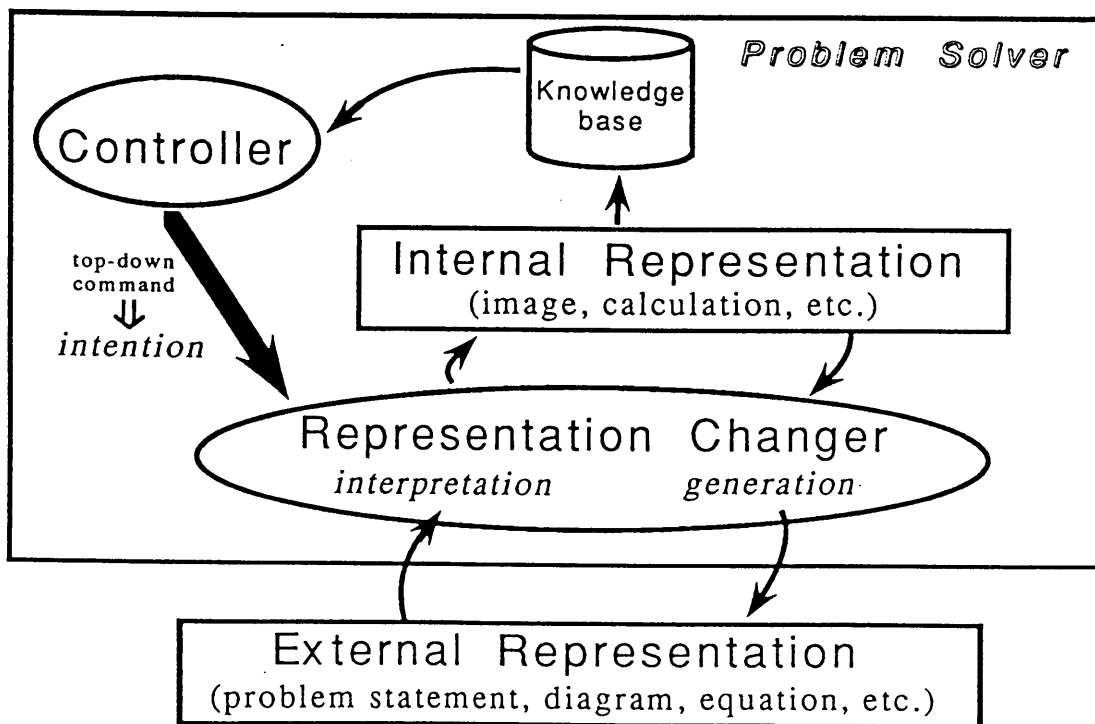 Problem Solver
Knowledge
base
Controller
Internal Representation
(image, calculation, etc.)
top-down
command
intention
Representation Changer
interpretation generation
External Representation
(problem statement, diagram, equation, etc.)